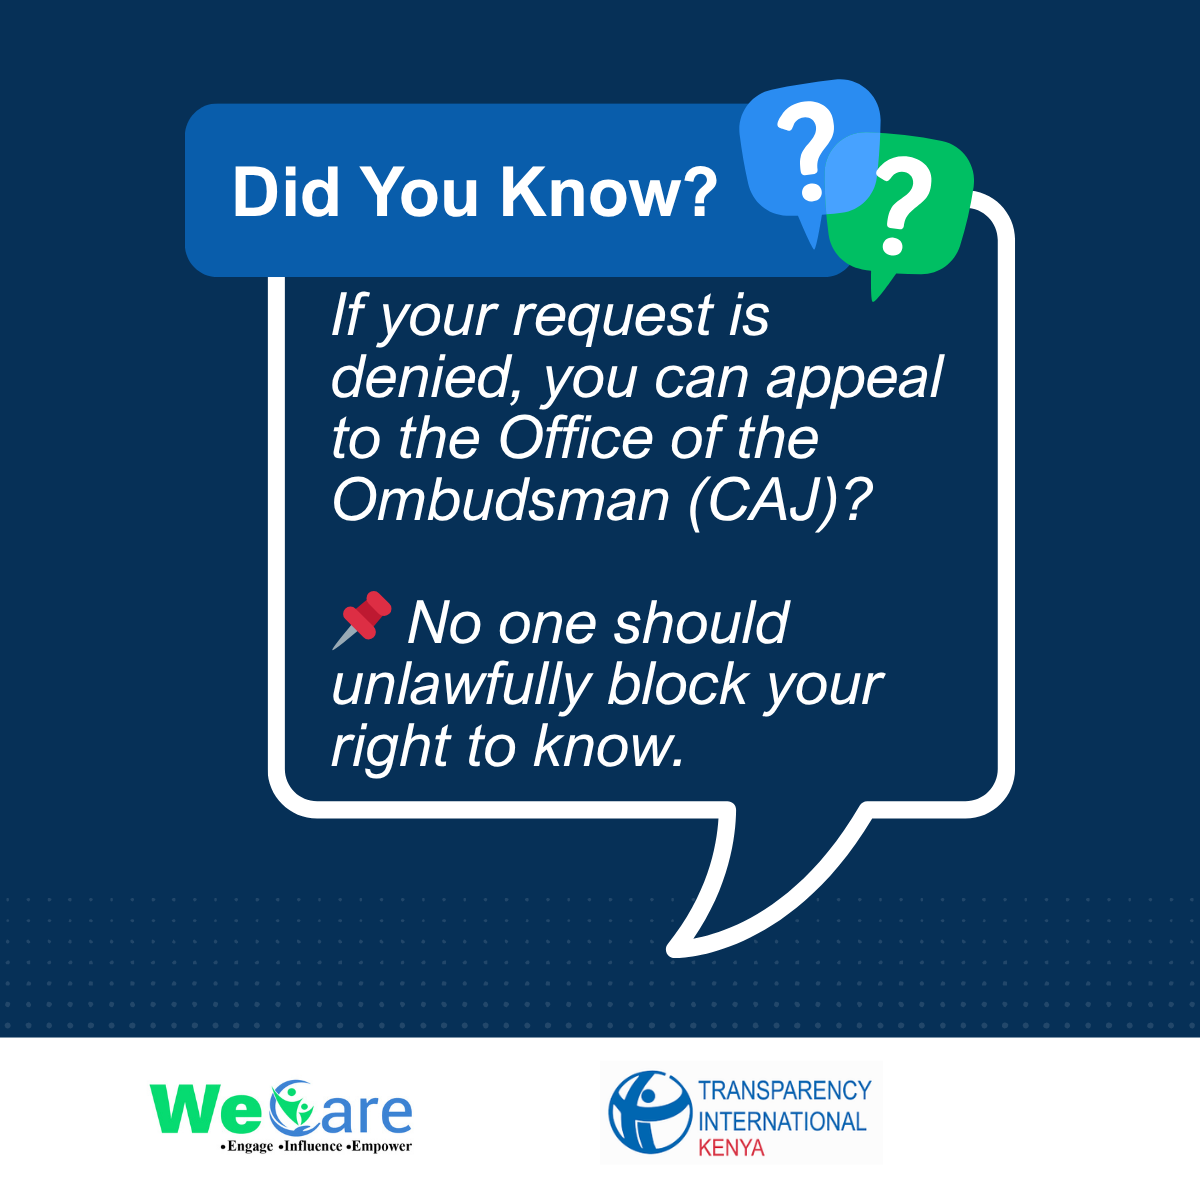 Did You Know?
? ?
If your request is
denied, you can appeal
to the Office of the
Ombudsman (CAJ)?
No one should
unlawfully block your
right to know.
WeCare
•Engage •Influence •Empower
TRANSPARENCY
INTERNATIONAL
KENYA